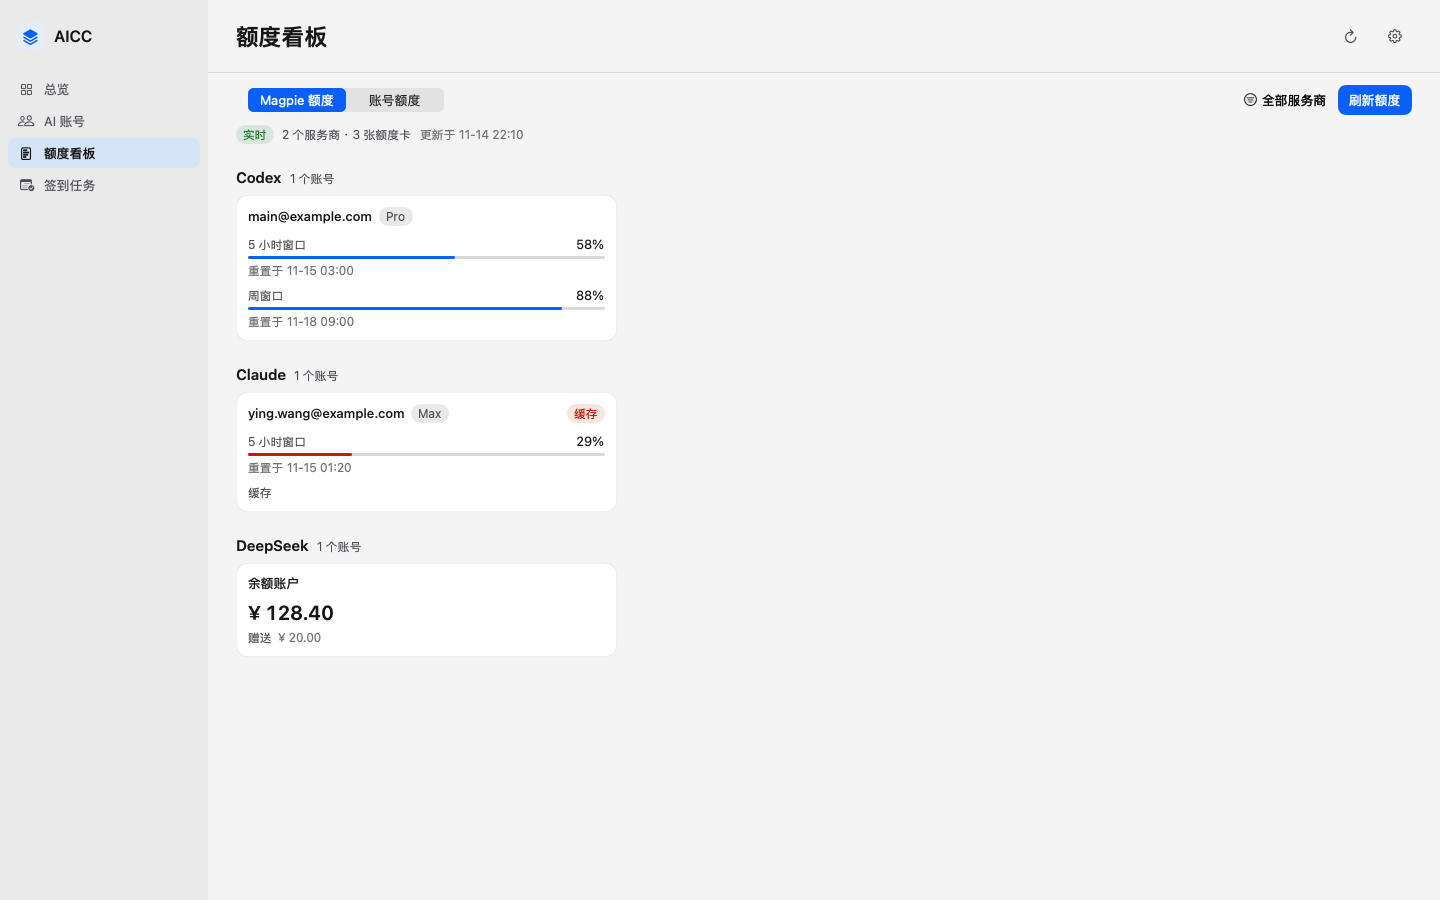 AICC
总览
AI 账号
额度看板
签到任务
额度看板
Magpie 额度
账号额度
全部服务商
刷新额度
实时 2 个服务商 · 3 张额度卡 更新于 11-14 22:10
Codex 1 个账号
main@example.com Pro
5 小时窗口 58%
重置于 11-15 03:00
周窗口 88%
重置于 11-18 09:00
Claude 1 个账号
ying.wang@example.com Max 缓存
5 小时窗口 29%
重置于 11-15 01:20
缓存
DeepSeek 1 个账号
余额账户
¥ 128.40
赠送 ¥ 20.00